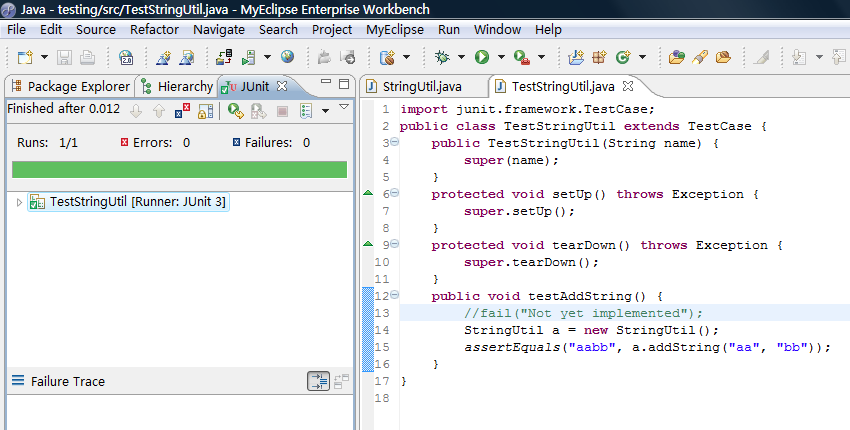 Java - testing/src/TestStringUtil.java - MyEclipse Enterprise Workbench
File Edit Source Refactor Navigate Search Project MyEclipse Run Window Help
2.0
Package Explorer Hierarchy JU JUnit
Finished after 0.012
Runs: 1/1 Errors: 0 Failures: 0
TestStringUtil [Runner: JUnit 3]
Failure Trace
StringUtil.java TestStringUtil.java
1 import junit.framework.TestCase;
2 public class TestStringUtil extends TestCase {
3 public TestStringUtil(String name) {
4 super(name);
5 }
6 protected void setUp() throws Exception {
7 super.setUp();
8 }
9 protected void tearDown() throws Exception {
10 super.tearDown();
11 }
12 public void testAddString() {
13 //fail("Not yet implemented");
14 StringUtil a = new StringUtil();
15 assertEquals("aabb", a.addString("aa", "bb"));
16 }
17 }
18